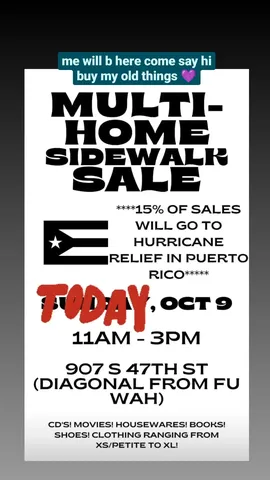 me will b here come say hi
buy my old things 💜
MULTI-
HOME
SIDEWALK
SALE
****15% OF SALES
WILL GO TO
HURRICANE
RELIEF IN PUERTO
RICO*****
TODAY
SUNDAY, OCT 9
11AM - 3PM
907 S 47TH ST
(DIAGONAL FROM FU
WAH)
CD'S! MOVIES! HOUSEWARES! BOOKS!
SHOES! CLOTHING RANGING FROM
XS/PETITE TO XL!